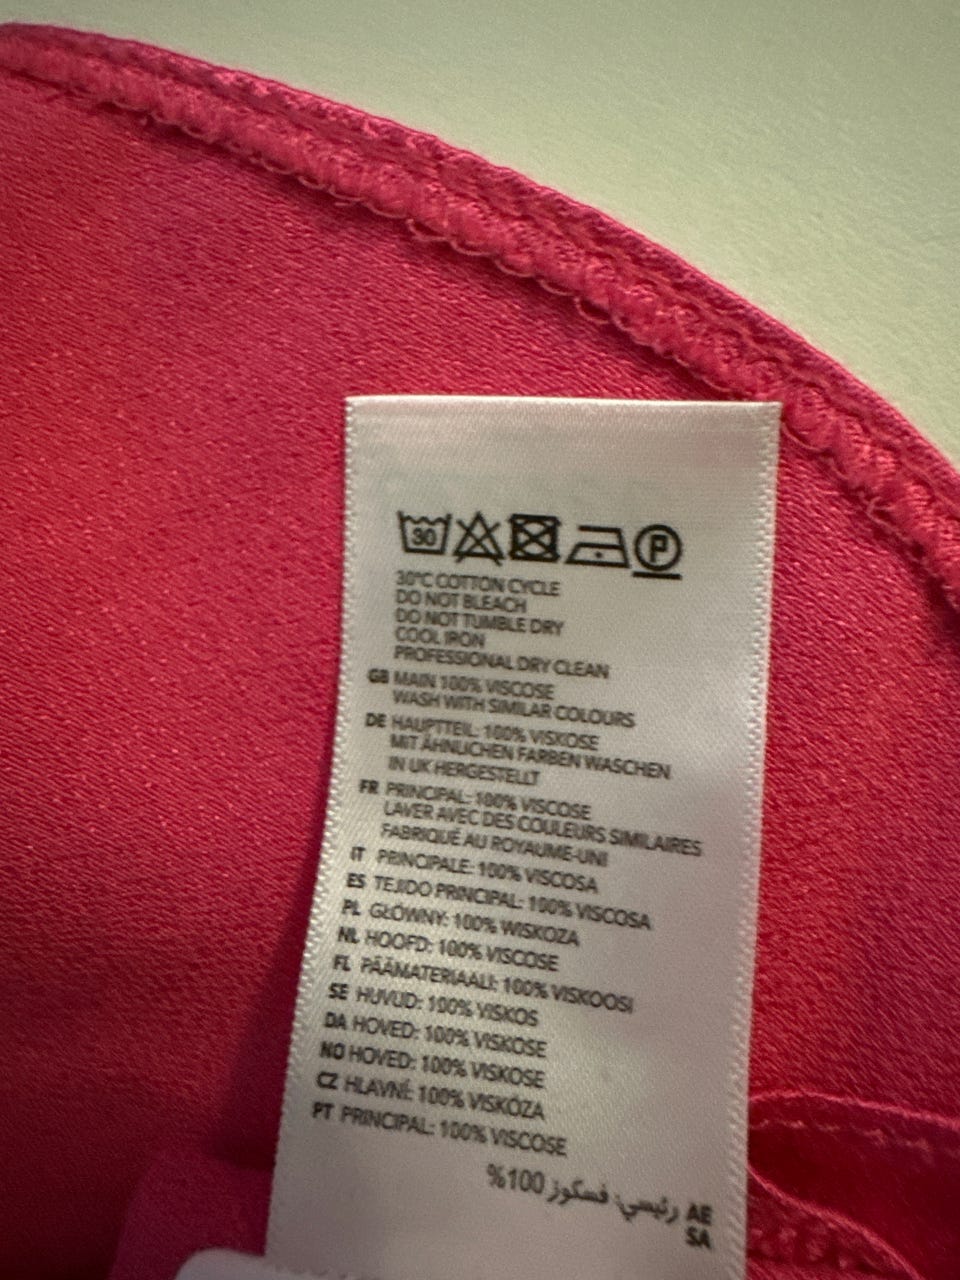 30 P
30°C COTTON CYCLE
DO NOT BLEACH
DO NOT TUMBLE DRY
COOL IRON
PROFESSIONAL DRY CLEAN
GB MAIN 100% VISCOSE
WASH WITH SIMILAR COLOURS
DE HAUPTTEIL: 100% VISKOSE
MIT ÄHNLICHEN FARBEN WASCHEN
IN UK HERGESTELLT
FR PRINCIPAL: 100% VISCOSE
LAVER AVEC DES COULEURS SIMILAIRES
FABRIQUÉ AU ROYAUME-UNI
IT PRINCIPALE: 100% VISCOSA
ES TEJIDO PRINCIPAL: 100% VISCOSA
PL GŁÓWNY: 100% WISKOZA
NL HOOFD: 100% VISCOSE
FL PÄÄMATERIAALI: 100% VISKOOSI
SE HUVUD: 100% VISKOS
DA HOVED: 100% VISKOSE
NO HOVED: 100% VISKOSE
CZ HLAVNÍ: 100% VISKÓZA
PT PRINCIPAL: 100% VISCOSE
AE رئيسي: فسكوز 100%
SA